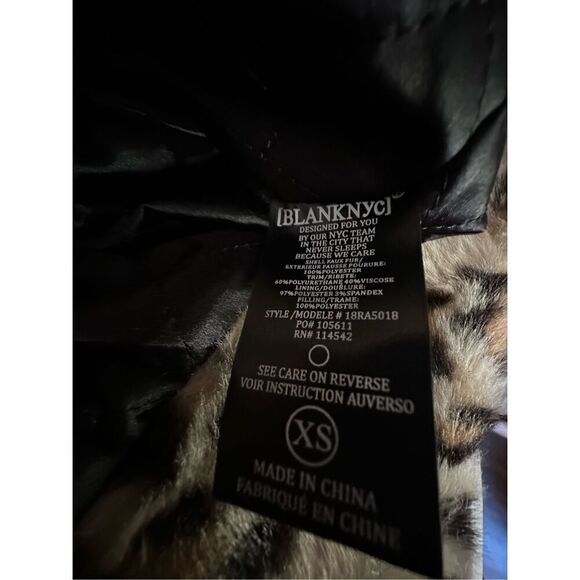 [BLANKNYC]®
DESIGNED FOR YOU
BY OUR NYC TEAM
IN THE CITY THAT
NEVER SLEEPS
BECAUSE WE CARE
SHELL FAUX FUR/
EXTERIEUR FAUSSE FOURURE:
100%POLYESTER
TRIM/RIBETE:
60%POLYURETHANE 40%VISCOSE
LINING/DOUBLURE:
97%POLYESTER 3%SPANDEX
FILLING/TRAME:
100%POLYESTER
STYLE /MODELE # 18RA5018
PO# 105611
RN# 114542
SEE CARE ON REVERSE
VOIR INSTRUCTION AUVERSO
XS
MADE IN CHINA
FABRIQUÉ EN CHINE